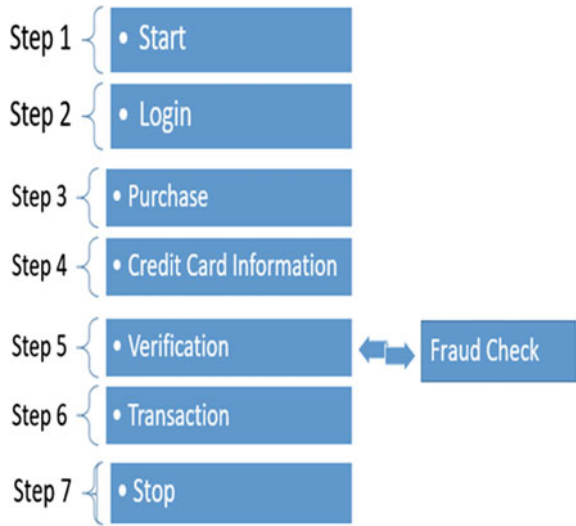 Step 1 • Start
Step 2 • Login
Step 3 • Purchase
Step 4 • Credit Card Information
Step 5 • Verification Fraud Check
Step 6 • Transaction
Step 7 • Stop